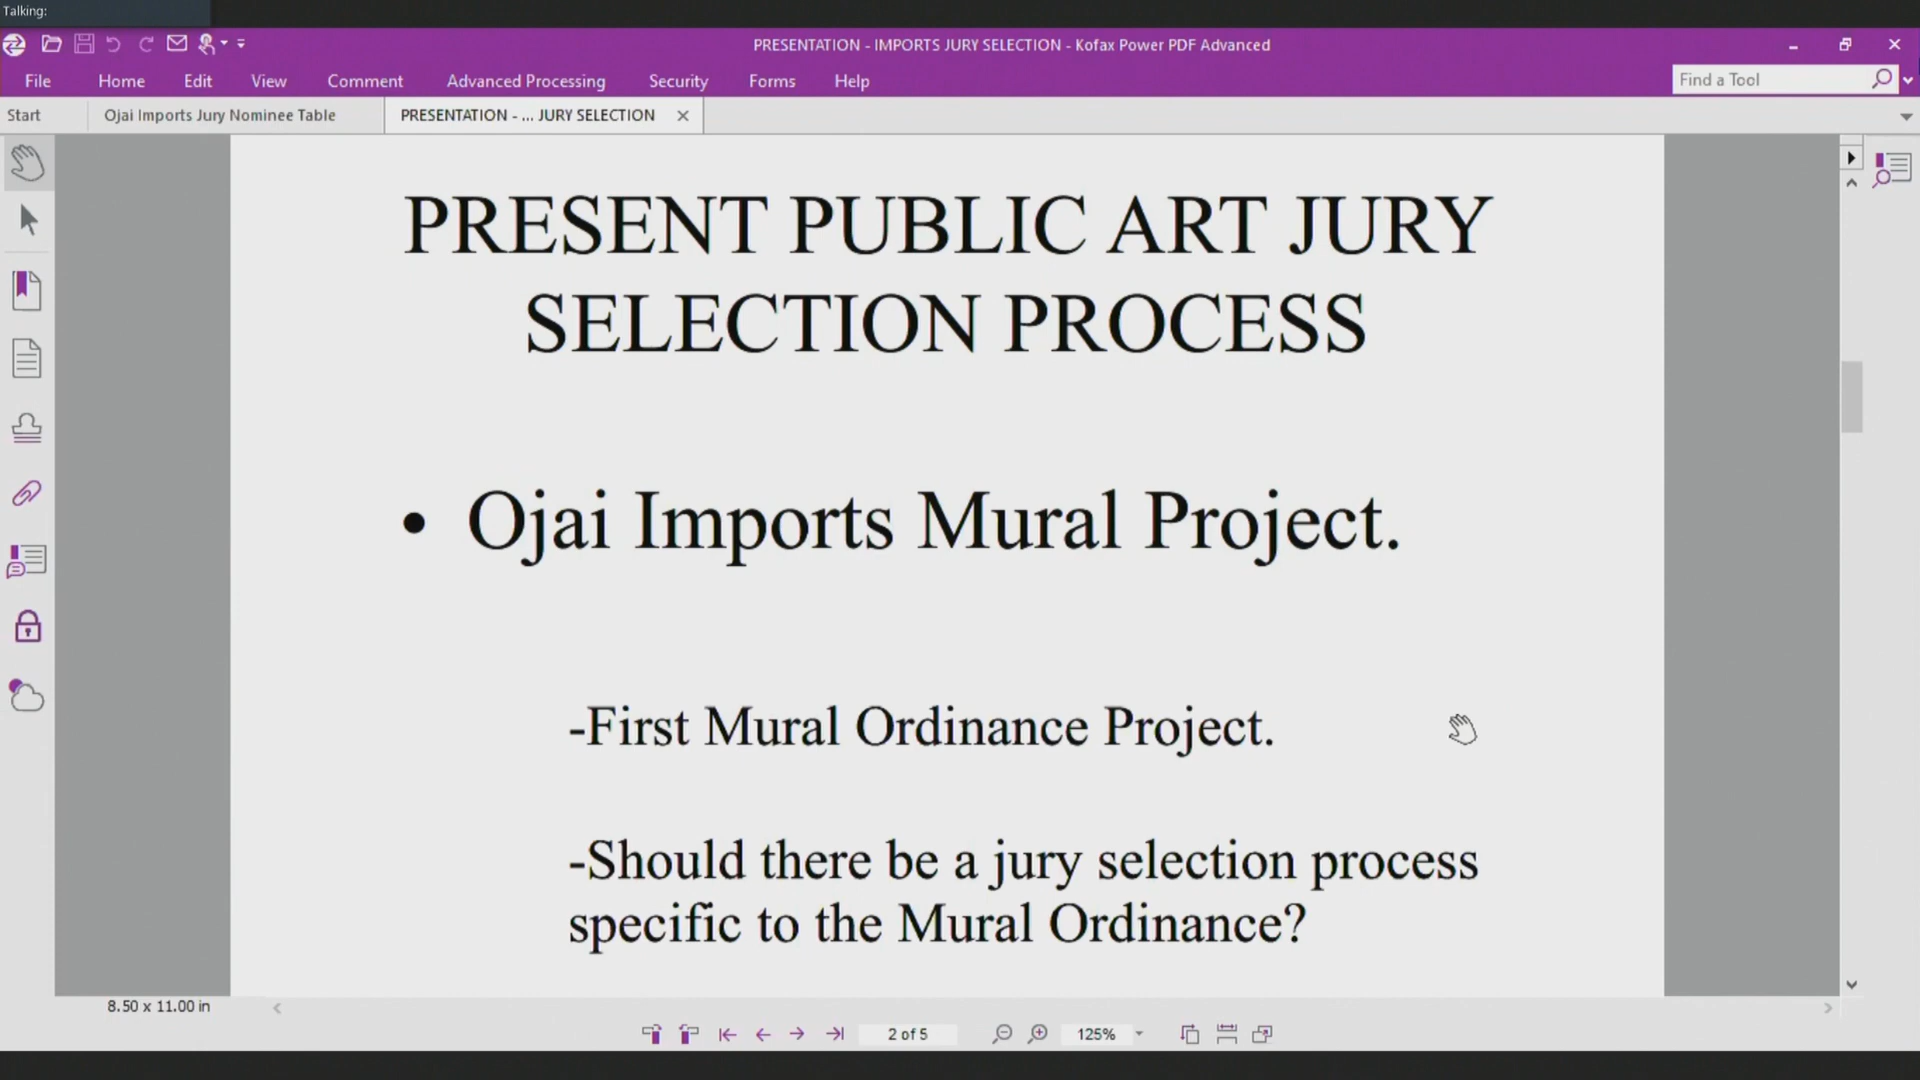 Talking:
PRESENTATION - IMPORTS JURY SELECTION - Kofax Power PDF Advanced
File Home Edit View Comment Advanced Processing Security Forms Help Find a Tool
Start Ojai Imports Jury Nominee Table PRESENTATION - ... JURY SELECTION
PRESENT PUBLIC ART JURY
SELECTION PROCESS
• Ojai Imports Mural Project.
-First Mural Ordinance Project.
-Should there be a jury selection process
specific to the Mural Ordinance?
8.50 x 11.00 in
2 of 5 125%